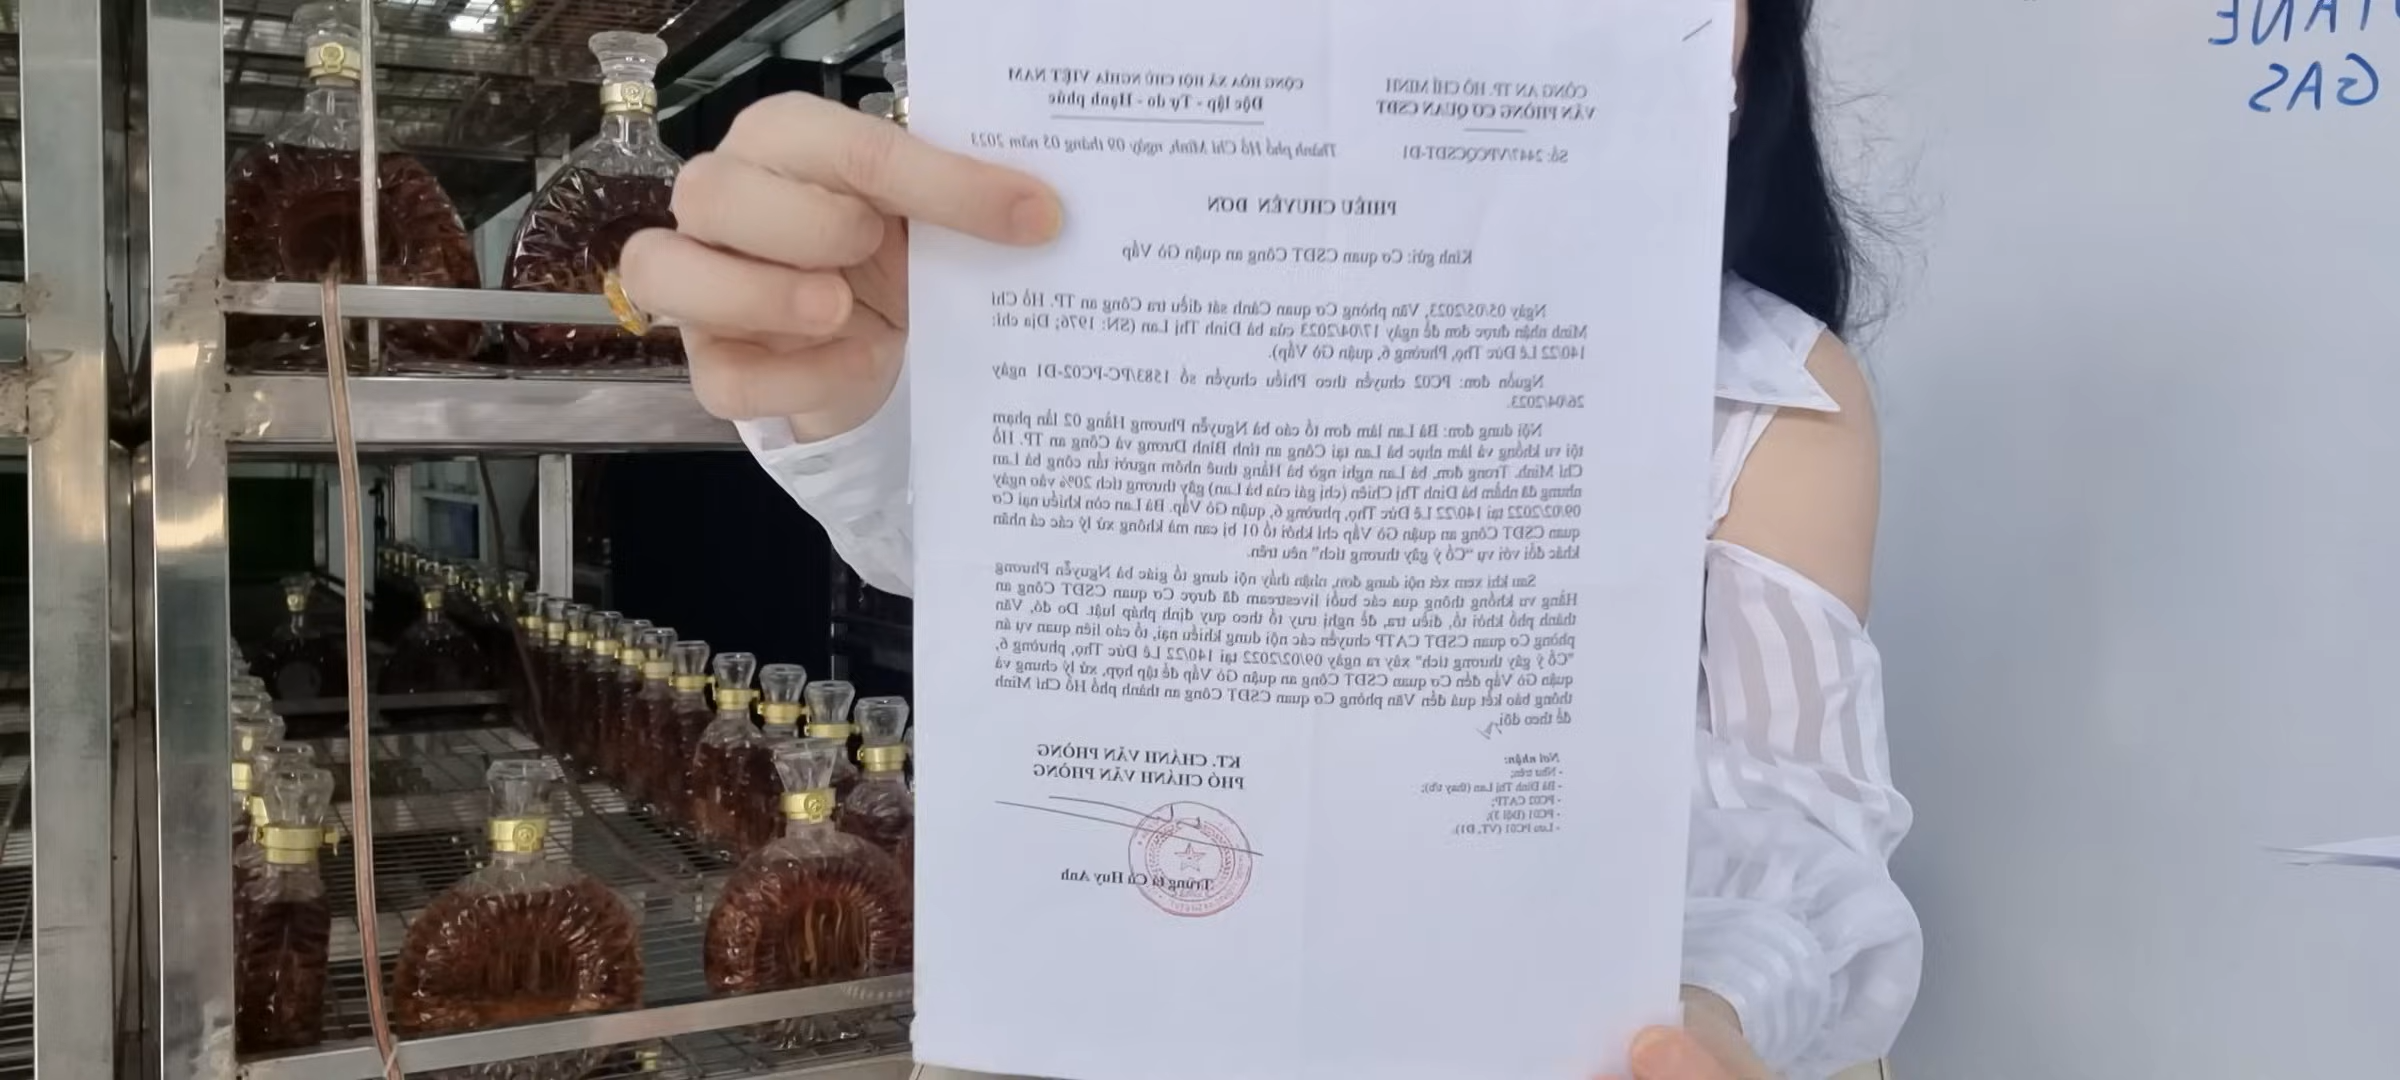 CÔNG AN TP. HỒ CHÍ MINH
VĂN PHÒNG CƠ QUAN CSĐT
Số: 2447/VPCQCSĐT-Đ1
CỘNG HÒA XÃ HỘI CHỦ NGHĨA VIỆT NAM
Độc lập - Tự do - Hạnh phúc
Thành phố Hồ Chí Minh, ngày 09 tháng 05 năm 2023
PHIẾU CHUYỂN ĐƠN
Kính gửi: Cơ quan CSĐT Công an quận Gò Vấp
Ngày 05/05/2023, Văn phòng Cơ quan Cảnh sát điều tra Công an TP. Hồ Chí
Minh nhận được đơn đề ngày 17/04/2023 của bà Đinh Thị Lan (SN: 1976; Địa chỉ:
140/22 Lê Đức Thọ, Phường 6, quận Gò Vấp).
Nguồn đơn: PC02 chuyển theo Phiếu chuyển số 1583/PC-PC02-Đ1 ngày
26/04/2023.
Nội dung đơn: Bà Lan làm đơn tố cáo bà Nguyễn Phương Hằng 02 lần phạm
tội vu khống và làm nhục bà Lan tại Công an tỉnh Bình Dương và Công an TP. Hồ
Chí Minh. Trong đơn, bà Lan nghi ngờ bà Hằng thuê nhóm người tấn công bà Lan
nhưng đã nhầm bà Đinh Thị Chiên (chị gái của bà Lan) gây thương tích 20% vào ngày
09/02/2022 tại 140/22 Lê Đức Thọ, phường 6, quận Gò Vấp. Bà Lan còn khiếu nại Cơ
quan CSĐT Công an quận Gò Vấp chỉ khởi tố 01 bị can mà không xử lý các cá nhân
khác đối với vụ "Cố ý gây thương tích" nêu trên.
Sau khi xem xét nội dung đơn, nhận thấy nội dung tố giác bà Nguyễn Phương
Hằng vu khống thông qua các buổi livestream đã được Cơ quan CSĐT Công an
thành phố khởi tố, điều tra, đề nghị truy tố theo quy định pháp luật. Do đó, Văn
phòng Cơ quan CSĐT CATP chuyển các nội dung khiếu nại, tố cáo liên quan vụ án
"Cố ý gây thương tích" xảy ra ngày 09/02/2022 tại 140/22 Lê Đức Thọ, phường 6,
quận Gò Vấp đến Cơ quan CSĐT Công an quận Gò Vấp để tập hợp, xử lý chung và
thông báo kết quả đến Văn phòng Cơ quan CSĐT Công an thành phố Hồ Chí Minh
để theo dõi.
Nơi nhận:
- Như trên;
- Bà Đinh Thị Lan (thay t/b);
- PC02 CATP;
- PC01 (Đội 3);
- Lưu PC01 (VT, Đ1).
KT. CHÁNH VĂN PHÒNG
PHÓ CHÁNH VĂN PHÒNG
Trung tá Cà Huy Anh
GAS